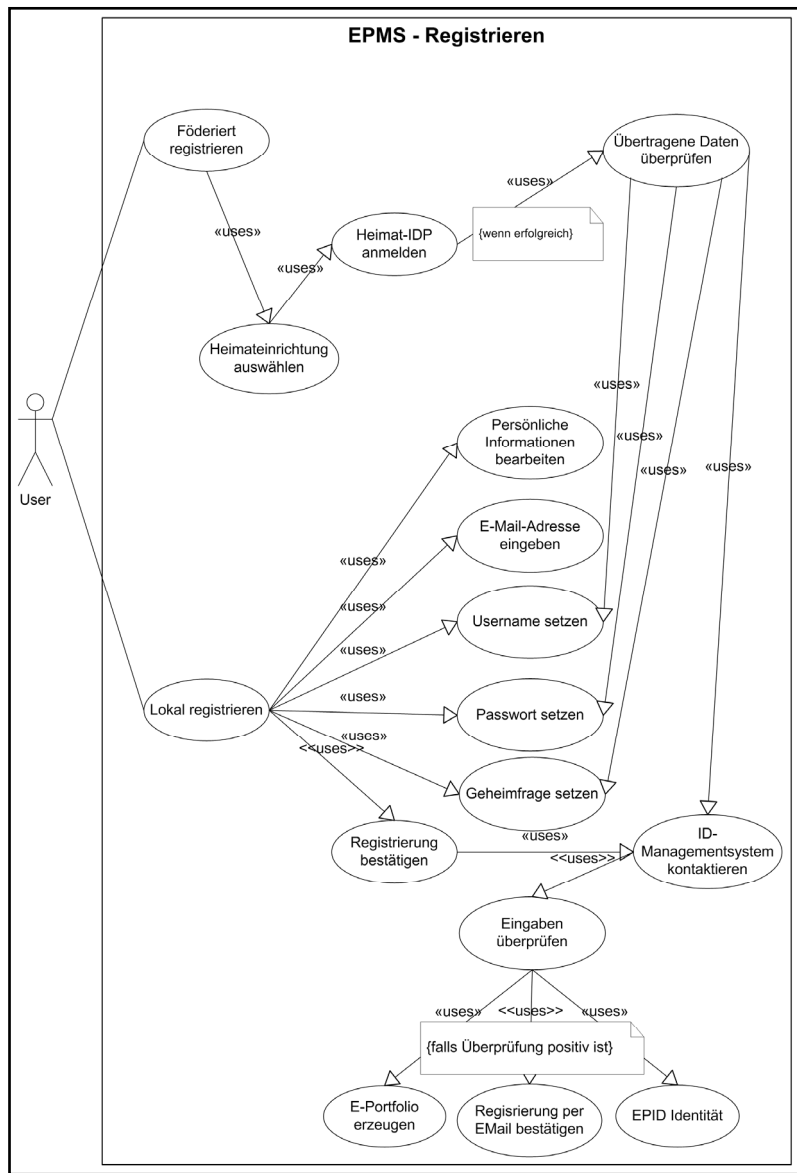 EPMS - Registrieren
Föderiert
registrieren
Übertragene Daten
überprüfen
«uses»
«uses»
Heimat-IDP
anmelden
{wenn erfolgreich}
«uses»
Heimateinrichtung
auswählen
«uses»
Persönliche
Informationen
bearbeiten
«uses»
«uses»
«uses»
User
E-Mail-Adresse
eingeben
«uses»
«uses»
Username setzen
«uses»
«uses»
Lokal registrieren
Passwort setzen
«uses»
<<uses>>
Geheimfrage setzen
Registrierung
bestätigen
«uses»
<<uses>>
ID-
Managementsystem
kontaktieren
Eingaben
überprüfen
«uses»
<<uses>>
«uses»
{falls Überprüfung positiv ist}
E-Portfolio
erzeugen
Regisrierung per
EMail bestätigen
EPID Identität